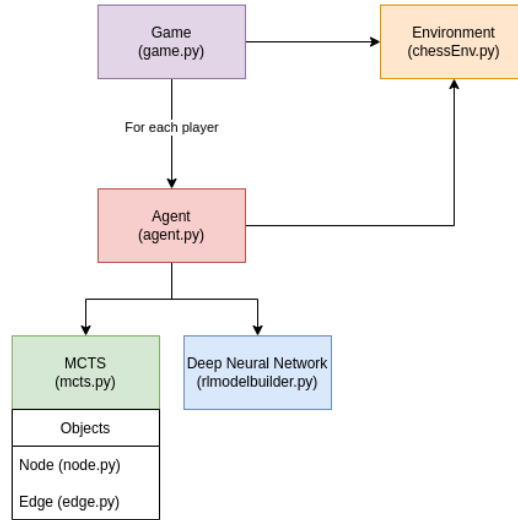 Game
(game.py)
Environment
(chessEnv.py)
For each player
Agent
(agent.py)
MCTS
(mcts.py)
Deep Neural Network
(rlmodelbuilder.py)
Objects
Node (node.py)
Edge (edge.py)